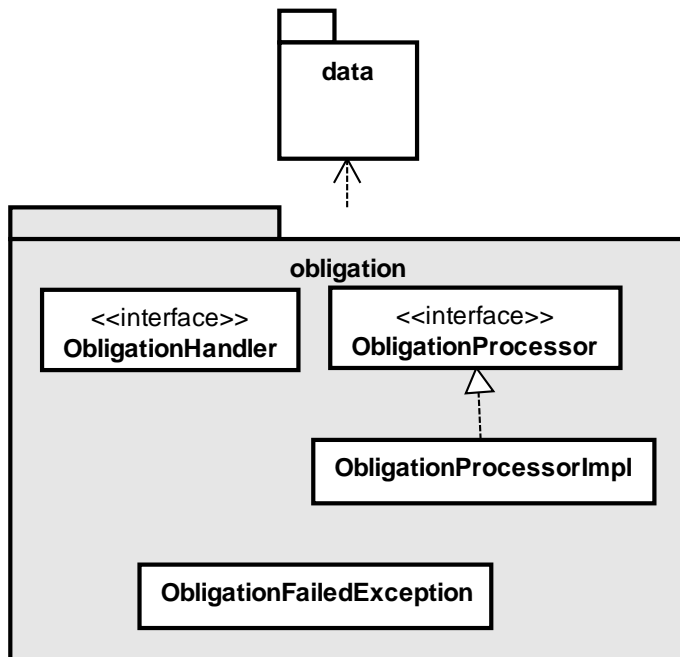 data
obligation
<<interface>>
ObligationHandler
<<interface>>
ObligationProcessor
ObligationProcessorImpl
ObligationFailedException